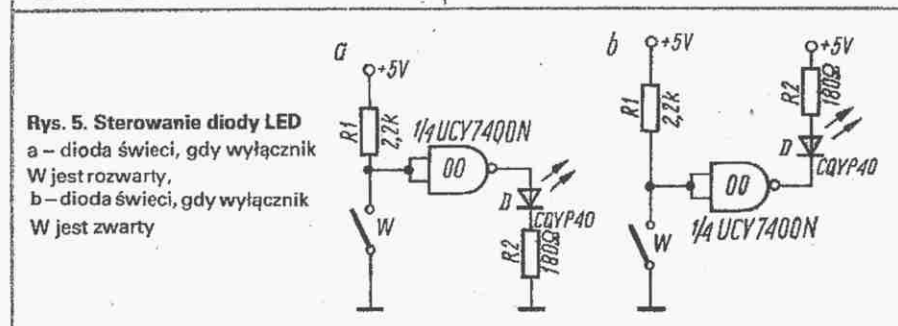 Rys. 5. Sterowanie diody LED
a – dioda świeci, gdy wyłącznik
W jest rozwarty,
b – dioda świeci, gdy wyłącznik
W jest zwarty
a
+5V
R1
2,2k
1/4 UCY7400N
00
D
CQYP40
W
R2
180Ω
b
+5V
+5V
R1
2,2k
R2
180Ω
D
CQYP40
00
W
1/4 UCY7400N